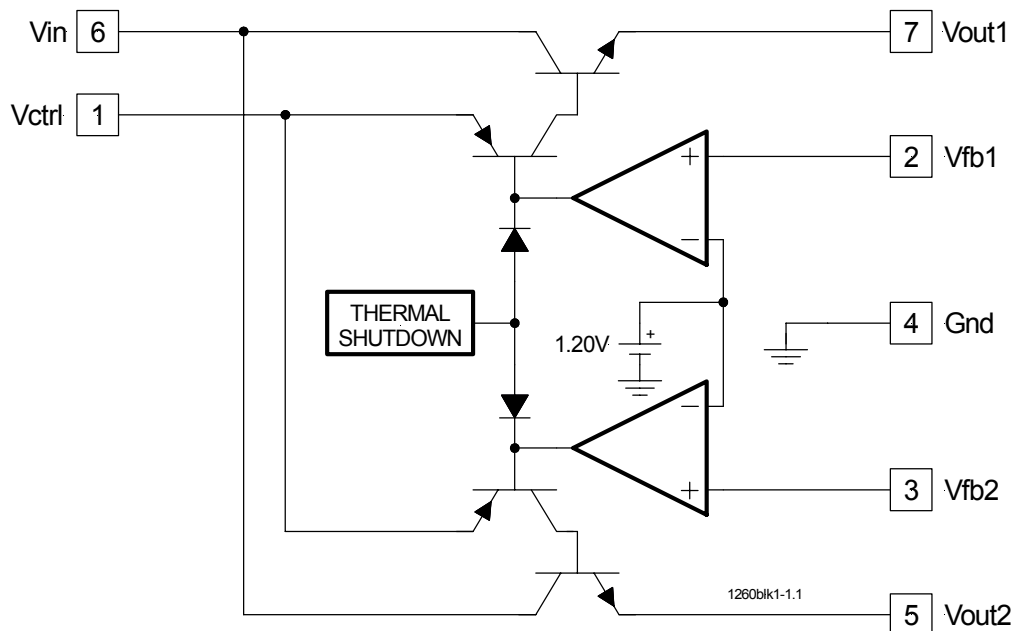 Vin 6
7 Vout1
Vctrl 1
+
2 Vfb1
−
THERMAL
SHUTDOWN
1.20V
+
4 Gnd
−
+
3 Vfb2
1260blk1-1.1
5 Vout2